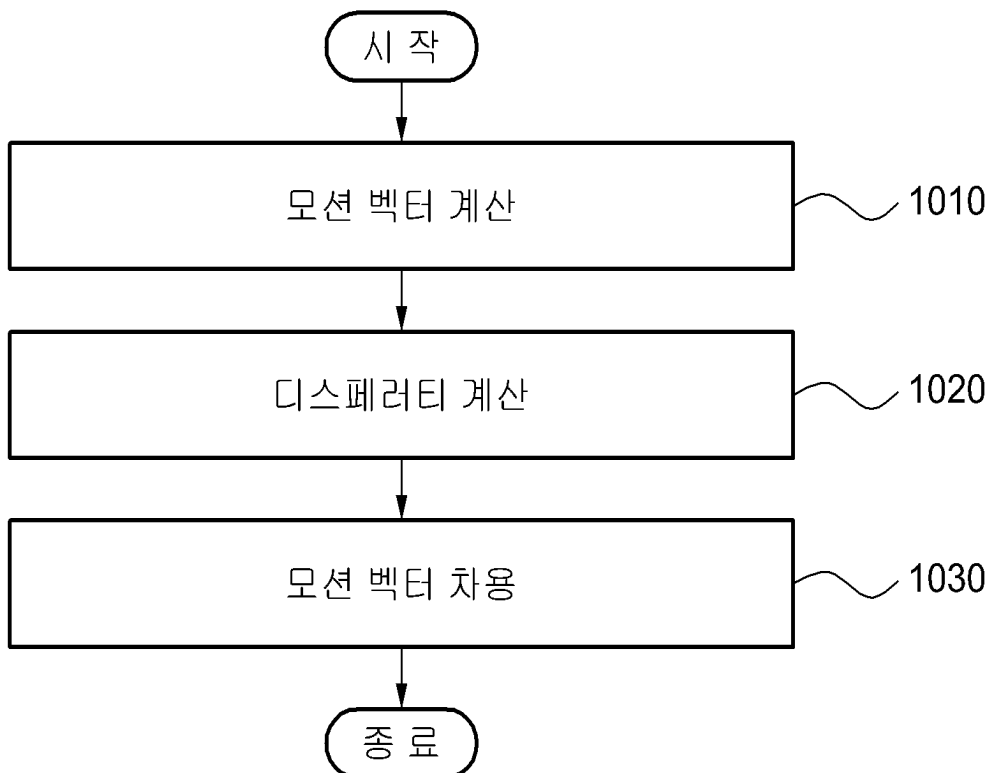 시 작
모션 벡터 계산
1010
디스페러티 계산
1020
모션 벡터 차용
1030
종 료